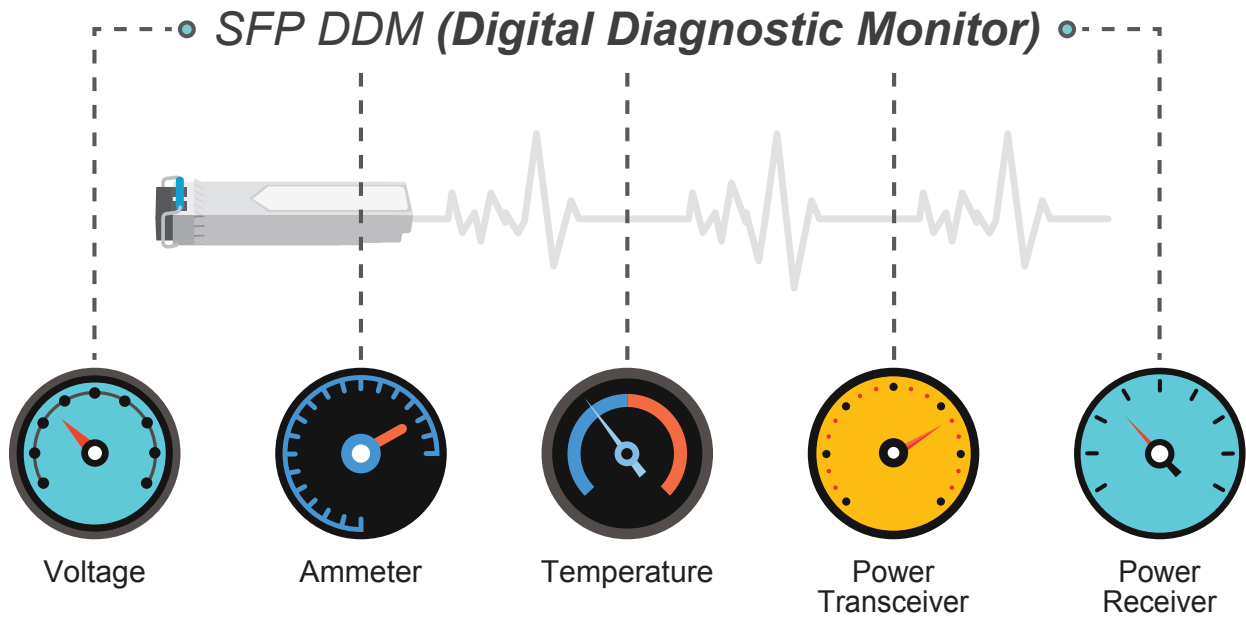 SFP DDM (Digital Diagnostic Monitor)
Voltage
Ammeter
Temperature
Power
Transceiver
Power
Receiver